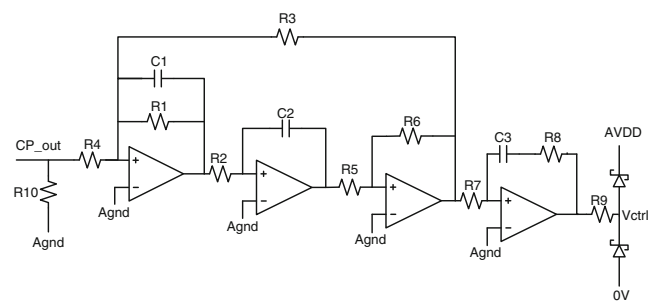 R3
C1
R1
C2
R6
C3
R8
AVDD
CP_out
R4
R2
R5
R7
R9
Vctrl
R10
+
−
+
−
+
−
+
−
Agnd
Agnd
Agnd
Agnd
Agnd
0V